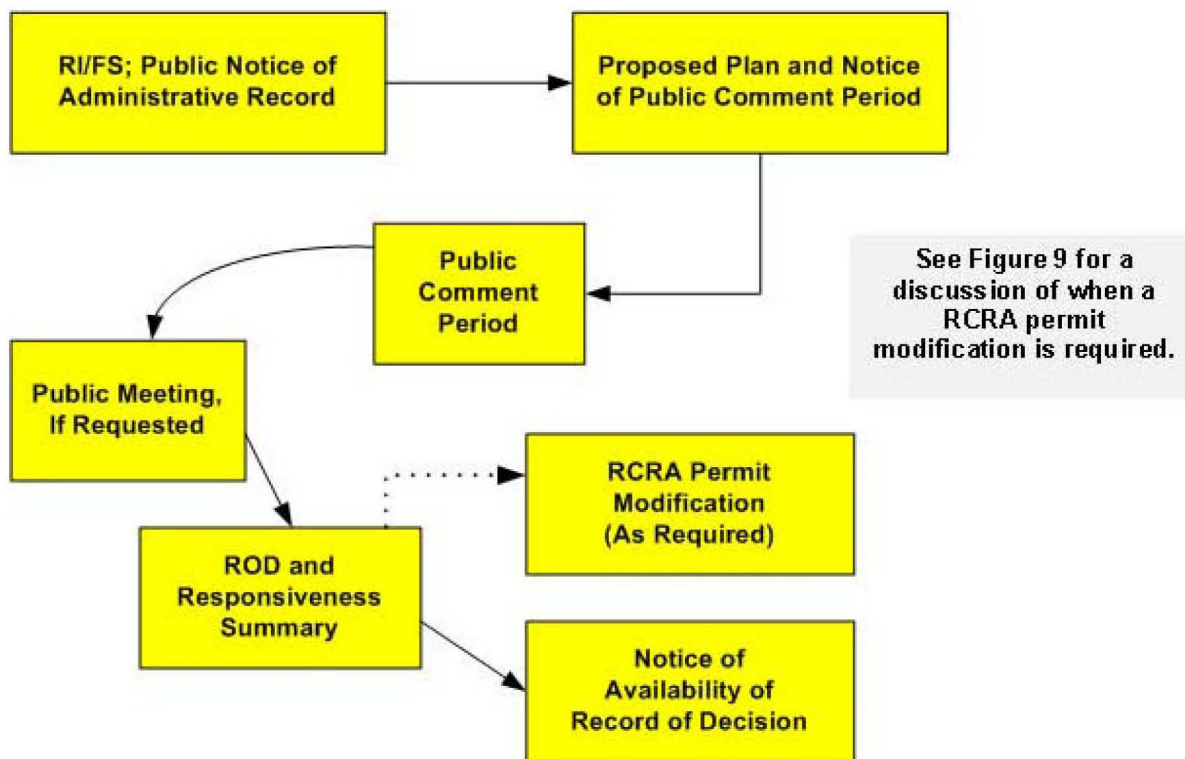 RI/FS; Public Notice of
Administrative Record
Proposed Plan and Notice
of Public Comment Period
Public
Comment
Period
See Figure 9 for a
discussion of when a
RCRA permit
modification is required.
Public Meeting,
If Requested
RCRA Permit
Modification
(As Required)
ROD and
Responsiveness
Summary
Notice of
Availability of
Record of Decision